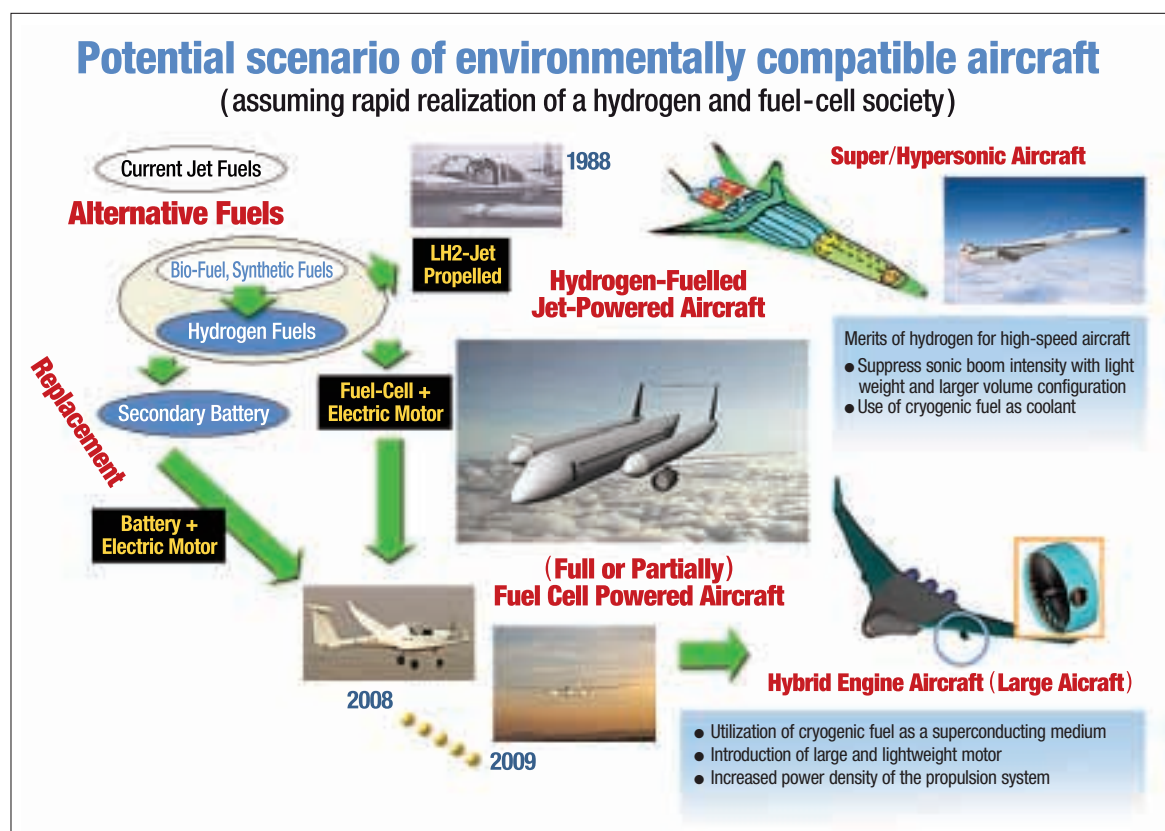 Potential scenario of environmentally compatible aircraft
(assuming rapid realization of a hydrogen and fuel-cell society)
Current Jet Fuels
Alternative Fuels
Bio-Fuel, Synthetic Fuels
Hydrogen Fuels
Replacement
Secondary Battery
Battery +
Electric Motor
1988
LH2-Jet
Propelled
Fuel-Cell +
Electric Motor
Hydrogen-Fuelled
Jet-Powered Aircraft
Super/Hypersonic Aircraft
Merits of hydrogen for high-speed aircraft
● Suppress sonic boom intensity with light
weight and larger volume configuration
● Use of cryogenic fuel as coolant
(Full or Partially)
Fuel Cell Powered Aircraft
2008
2009
Hybrid Engine Aircraft (Large Aicraft)
● Utilization of cryogenic fuel as a superconducting medium
● Introduction of large and lightweight motor
● Increased power density of the propulsion system